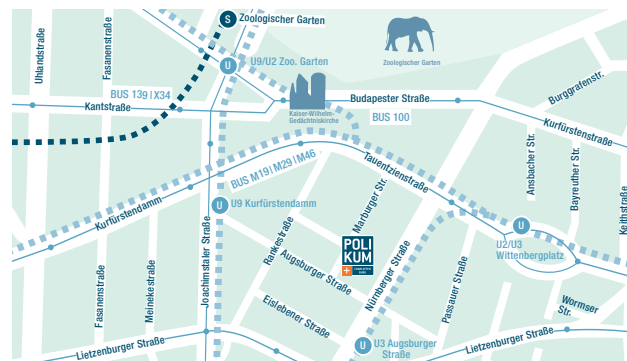 S
Zoologischer Garten
U
U9/U2 Zoo. Garten
Zoologischer Garten
Uhlandstraße
Fasanenstraße
BUS 139 | X34
Kantstraße
Kaiser-Wilhelm-
Gedächtniskirche
Budapester Straße
BUS 100
Burggrafenstr.
Kurfürstenstraße
Ansbacher Str.
Bayreuther Str.
Keithstraße
BUS M19 | M29 | M46
Tauentzienstraße
Kurfürstendamm
U
U9 Kurfürstendamm
Joachimstaler Straße
Rankestraße
Marburger Str.
Augsburger Straße
Eislebener Straße
POLI
KUM
Nürnberger Straße
Passauer Straße
U
U2/U3
Wittenbergplatz
Fasanenstraße
Meinekestraße
Wormser
Str.
U
U3 Augsburger
Straße
Lietzenburger Straße
Lietzenburger Straße